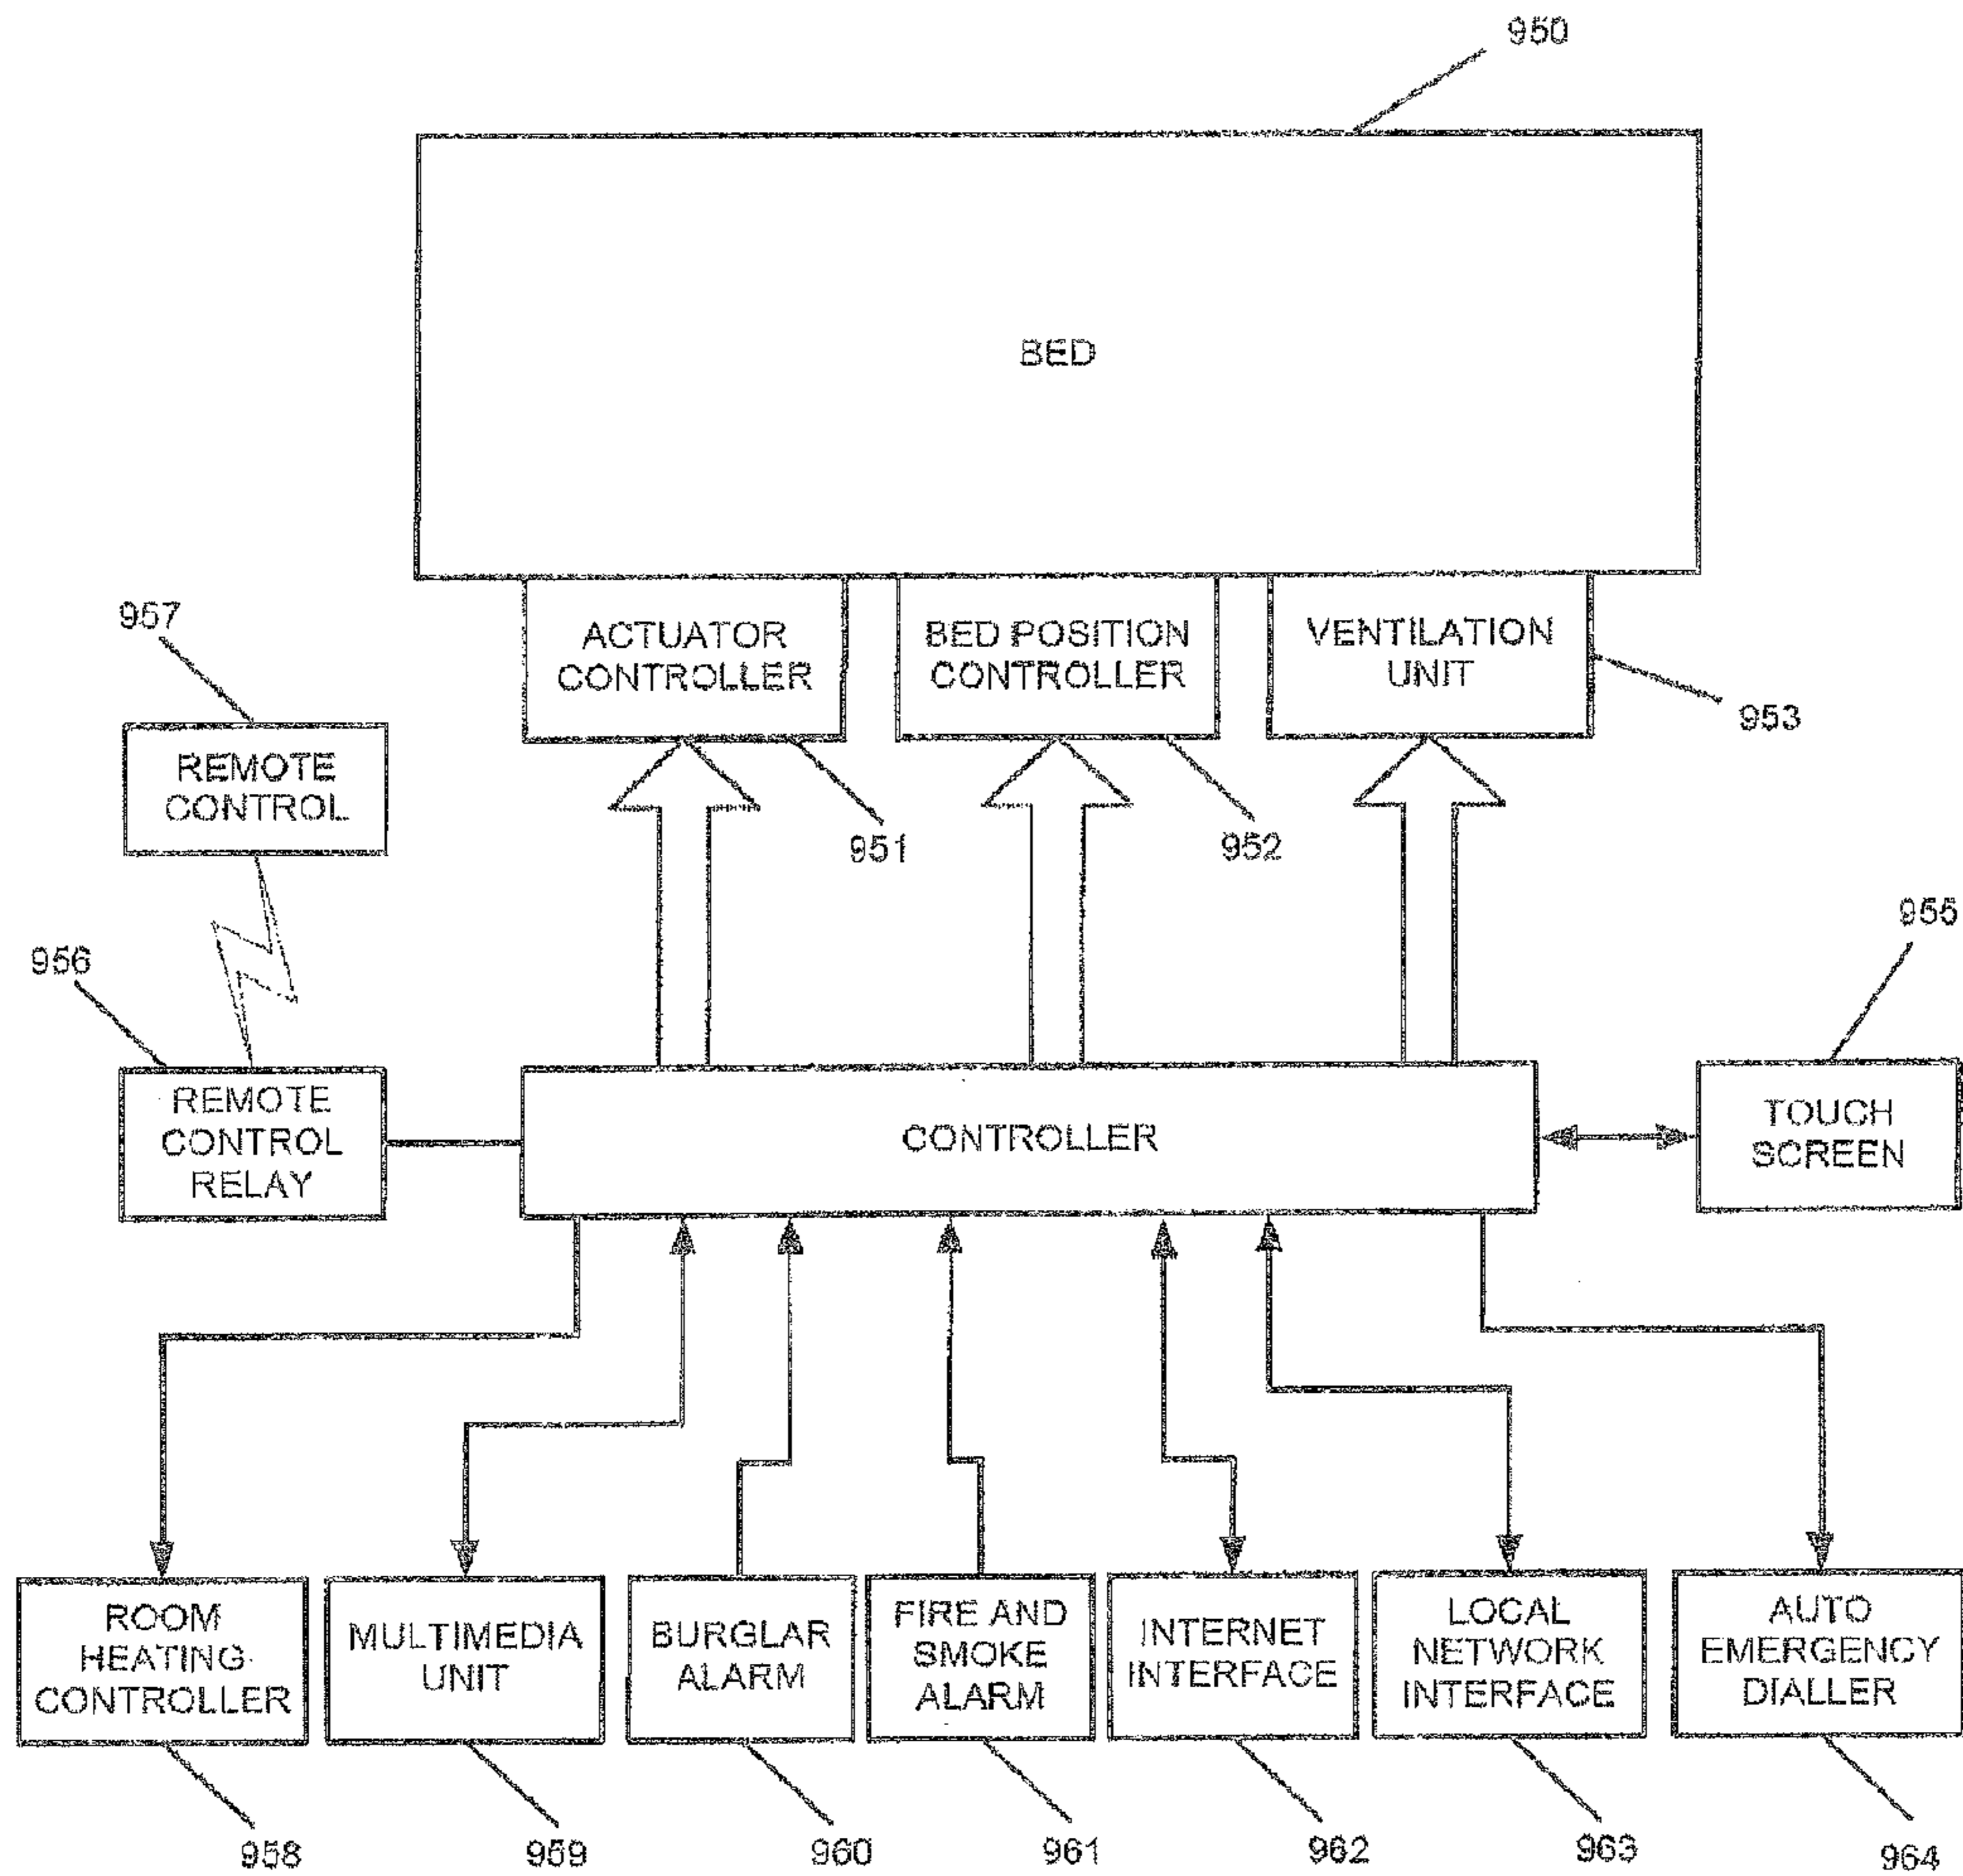 950
BED
957
ACTUATOR
CONTROLLER
BED POSITION
CONTROLLER
VENTILATION
UNIT
953
REMOTE
CONTROL
951
952
955
956
REMOTE
CONTROL
RELAY
CONTROLLER
TOUCH
SCREEN
ROOM
HEATING
CONTROLLER
MULTIMEDIA
UNIT
BURGLAR
ALARM
FIRE AND
SMOKE
ALARM
INTERNET
INTERFACE
LOCAL
NETWORK
INTERFACE
AUTO
EMERGENCY
DIALLER
958
959
960
961
962
963
964